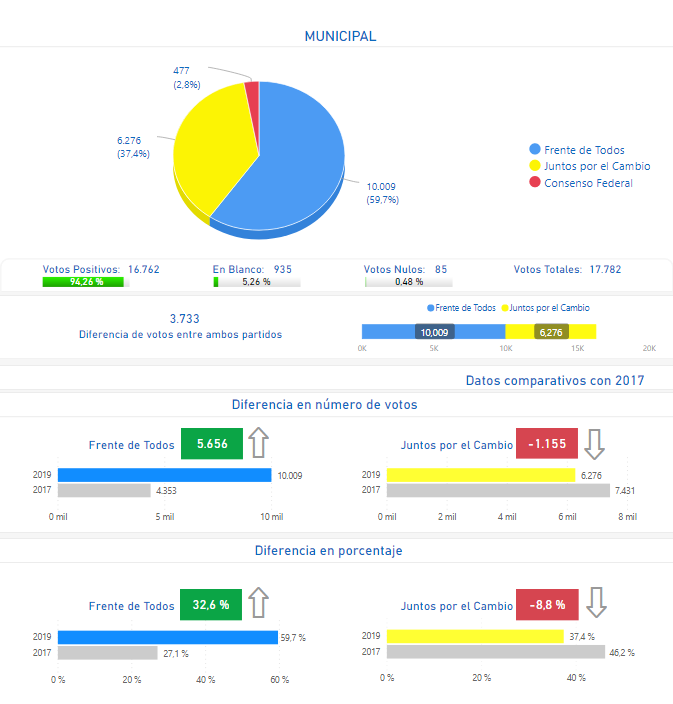 MUNICIPAL
477
(2,8%)
6.276
(37,4%)
10.009
(59,7%)
Frente de Todos
Juntos por el Cambio
Consenso Federal
Votos Positivos: 16.762
94,26 %
En Blanco: 935
5,26 %
Votos Nulos: 85
0,48 %
Votos Totales: 17.782
3.733
Diferencia de votos entre ambos partidos
Frente de Todos Juntos por el Cambio
10,009 6,276
0K 5K 10K 15K 20K
Datos comparativos con 2017
Diferencia en número de votos
Frente de Todos 5.656
2019 10.009
2017 4.353
0 mil 5 mil 10 mil
Juntos por el Cambio -1.155
2019 6.276
2017 7.431
0 mil 2 mil 4 mil 6 mil 8 mil
Diferencia en porcentaje
Frente de Todos 32,6 %
2019 59,7 %
2017 27,1 %
0 % 20 % 40 % 60 %
Juntos por el Cambio -8,8 %
2019 37,4 %
2017 46,2 %
0 % 20 % 40 %